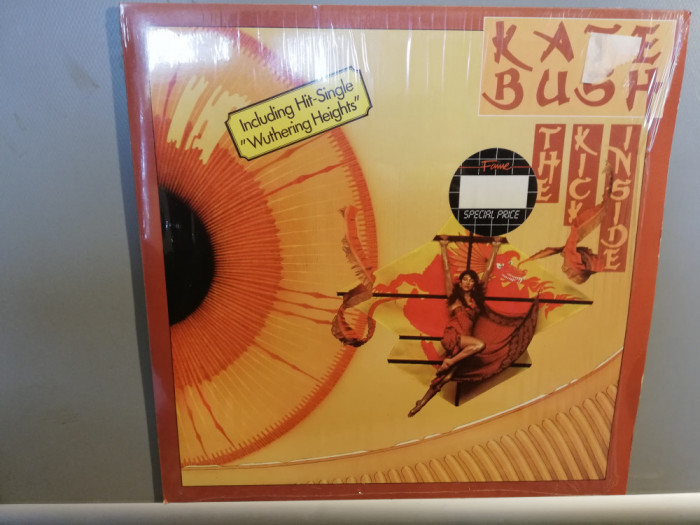 KATE
BUSH
THE
KICK
INSIDE
Including Hit-Single
"Wuthering Heights"
Fame
SPECIAL PRICE